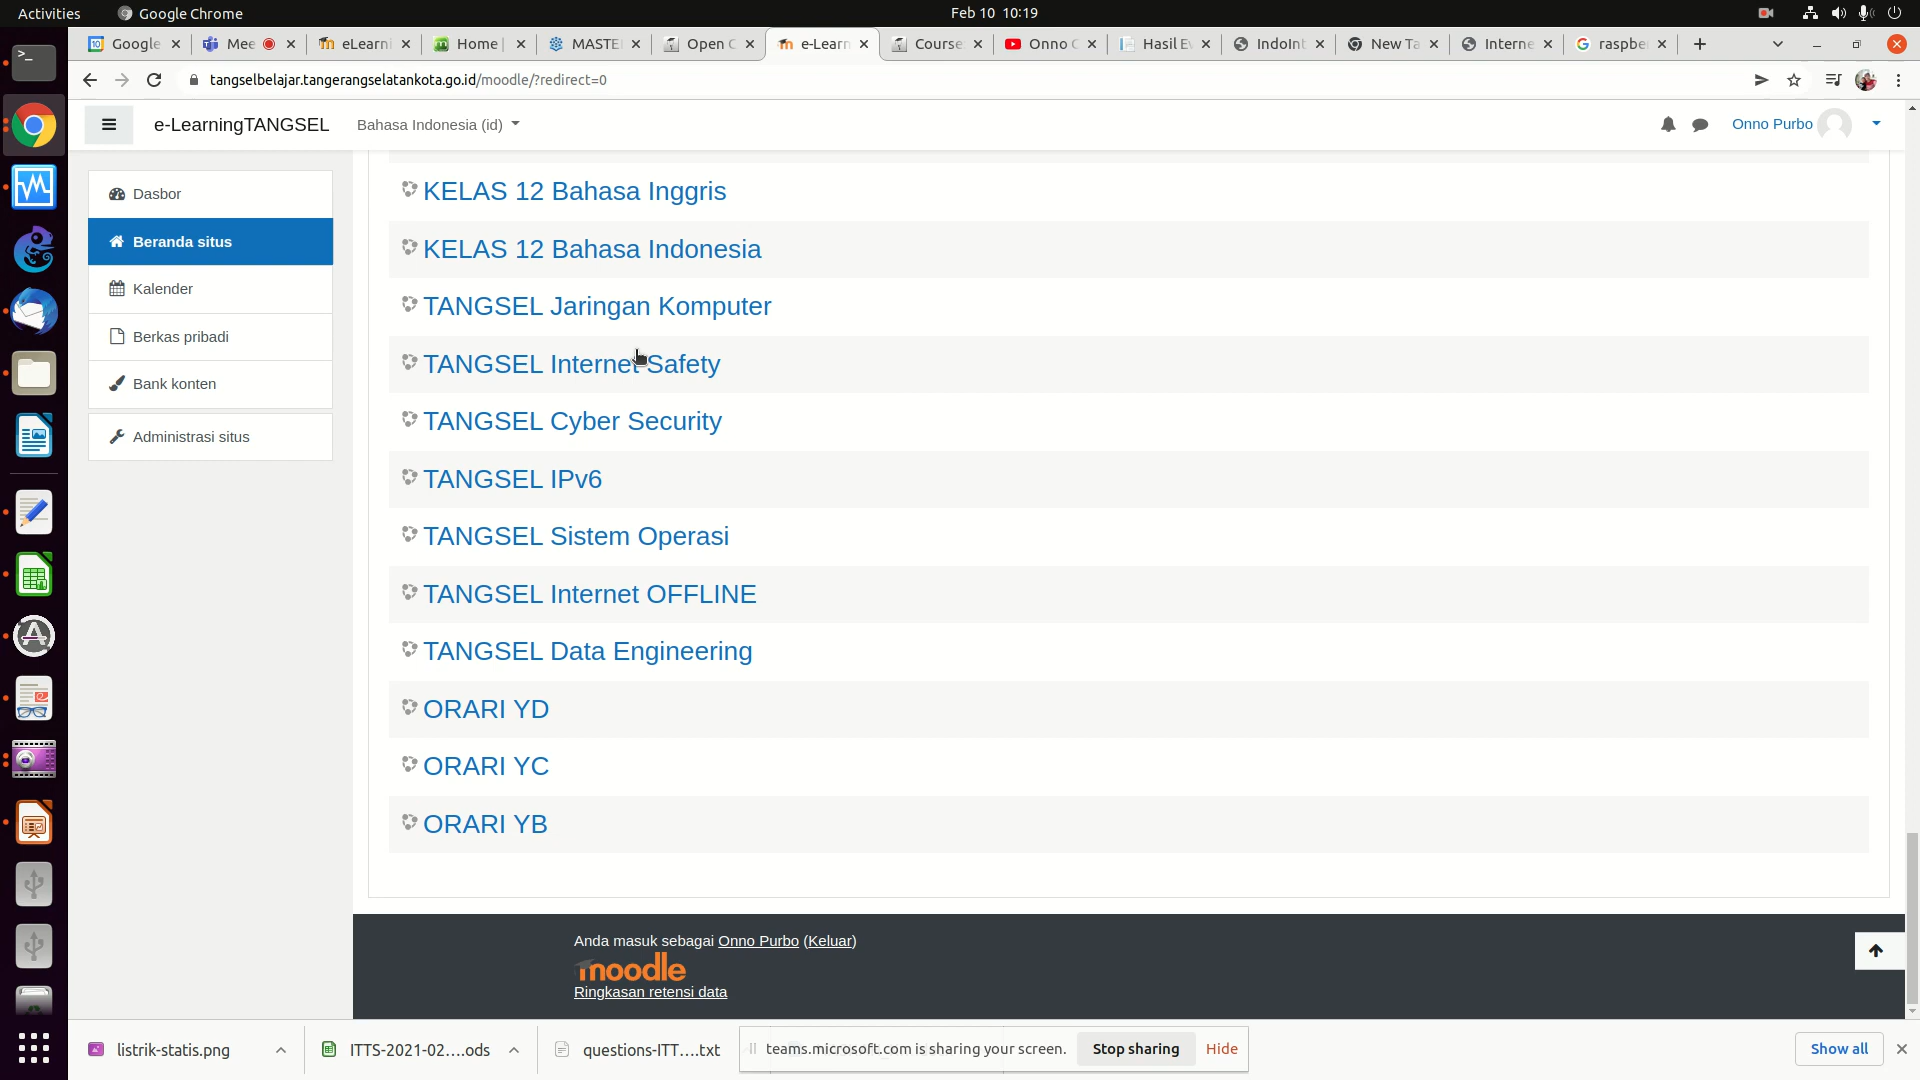 Activities Google Chrome Feb 10 10:19
Google Mee eLearni Home MASTE Open C e-Learn Course Onno C Hasil Ev IndoInt New Ta Interne raspbe
tangselbelajar.tangerangselatankota.go.id/moodle/?redirect=0
e-LearningTANGSEL Bahasa Indonesia (id) Onno Purbo
Dasbor
Beranda situs
Kalender
Berkas pribadi
Bank konten
Administrasi situs
KELAS 12 Bahasa Inggris
KELAS 12 Bahasa Indonesia
TANGSEL Jaringan Komputer
TANGSEL Internet Safety
TANGSEL Cyber Security
TANGSEL IPv6
TANGSEL Sistem Operasi
TANGSEL Internet OFFLINE
TANGSEL Data Engineering
ORARI YD
ORARI YC
ORARI YB
Anda masuk sebagai Onno Purbo (Keluar)
moodle
Ringkasan retensi data
listrik-statis.png ITTS-2021-02....ods questions-ITT....txt teams.microsoft.com is sharing your screen. Stop sharing Hide Show all